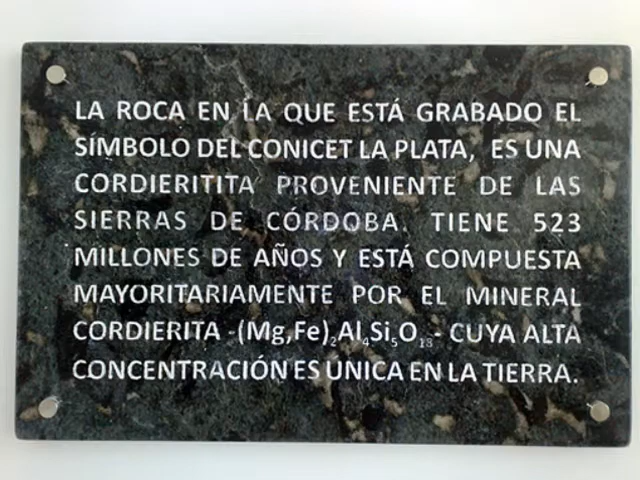 LA ROCA EN LA QUE ESTÁ GRABADO EL
SÍMBOLO DEL CONICET LA PLATA, ES UNA
CORDIERITITA PROVENIENTE DE LAS
SIERRAS DE CÓRDOBA. TIENE 523
MILLONES DE AÑOS Y ESTÁ COMPUESTA
MAYORITARIAMENTE POR EL MINERAL
CORDIERITA -(Mg,Fe)₂Al₄Si₅O₁₈- CUYA ALTA
CONCENTRACIÓN ES ÚNICA EN LA TIERRA.